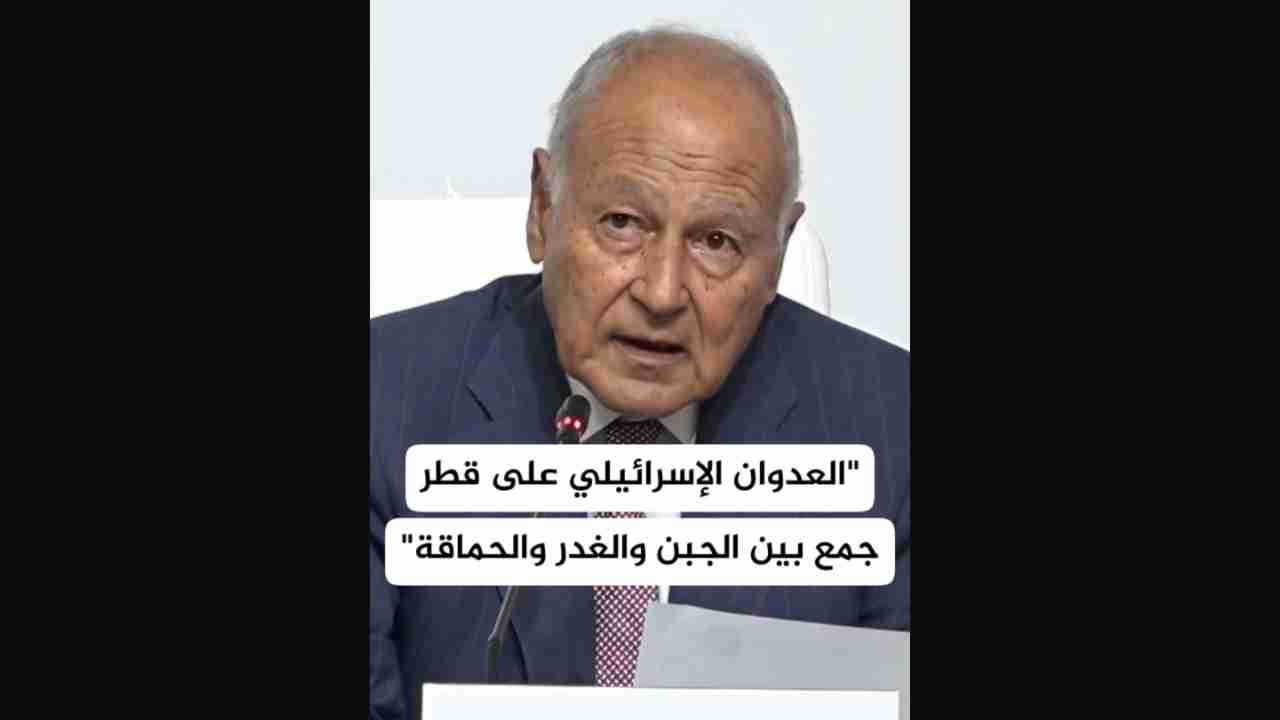 "العدوان الإسرائيلي على قطر
جمع بين الجبن والغدر والحماقة"